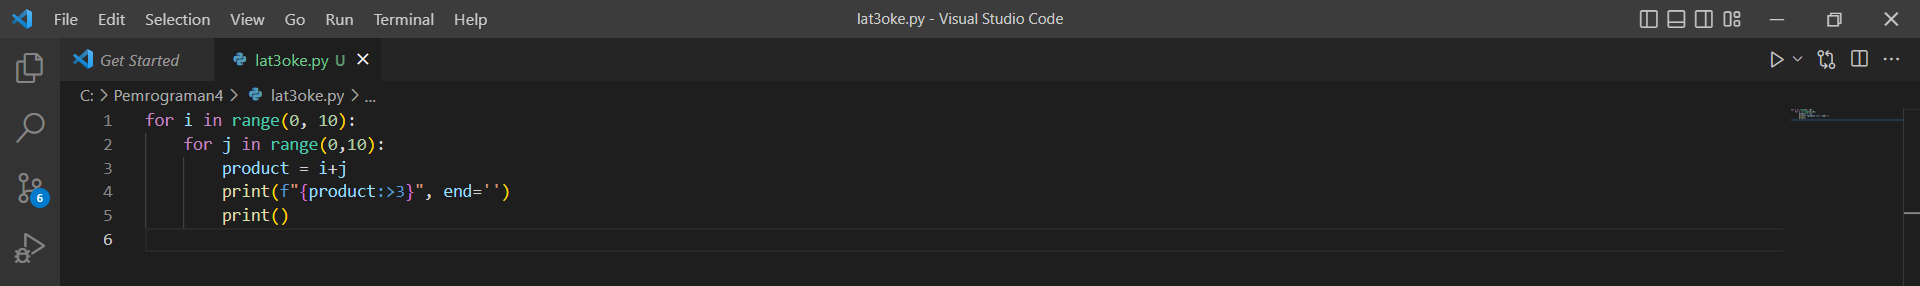 File Edit Selection View Go Run Terminal Help lat3oke.py - Visual Studio Code
Get Started lat3oke.py U
C: > Pemrograman4 > lat3oke.py > ...
1 for i in range(0, 10):
2     for j in range(0,10):
3         product = i+j
4         print(f"{product:>3}", end='')
5         print()
6
6